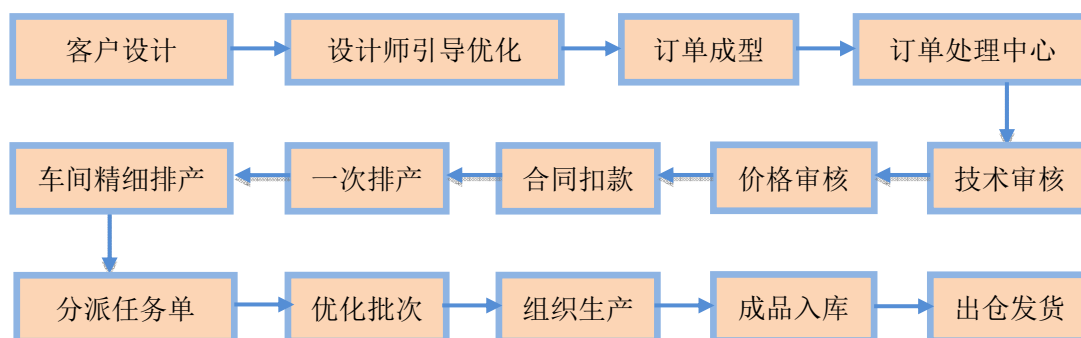 客户设计
设计师引导优化
订单成型
订单处理中心
技术审核
价格审核
合同扣款
一次排产
车间精细排产
分派任务单
优化批次
组织生产
成品入库
出仓发货